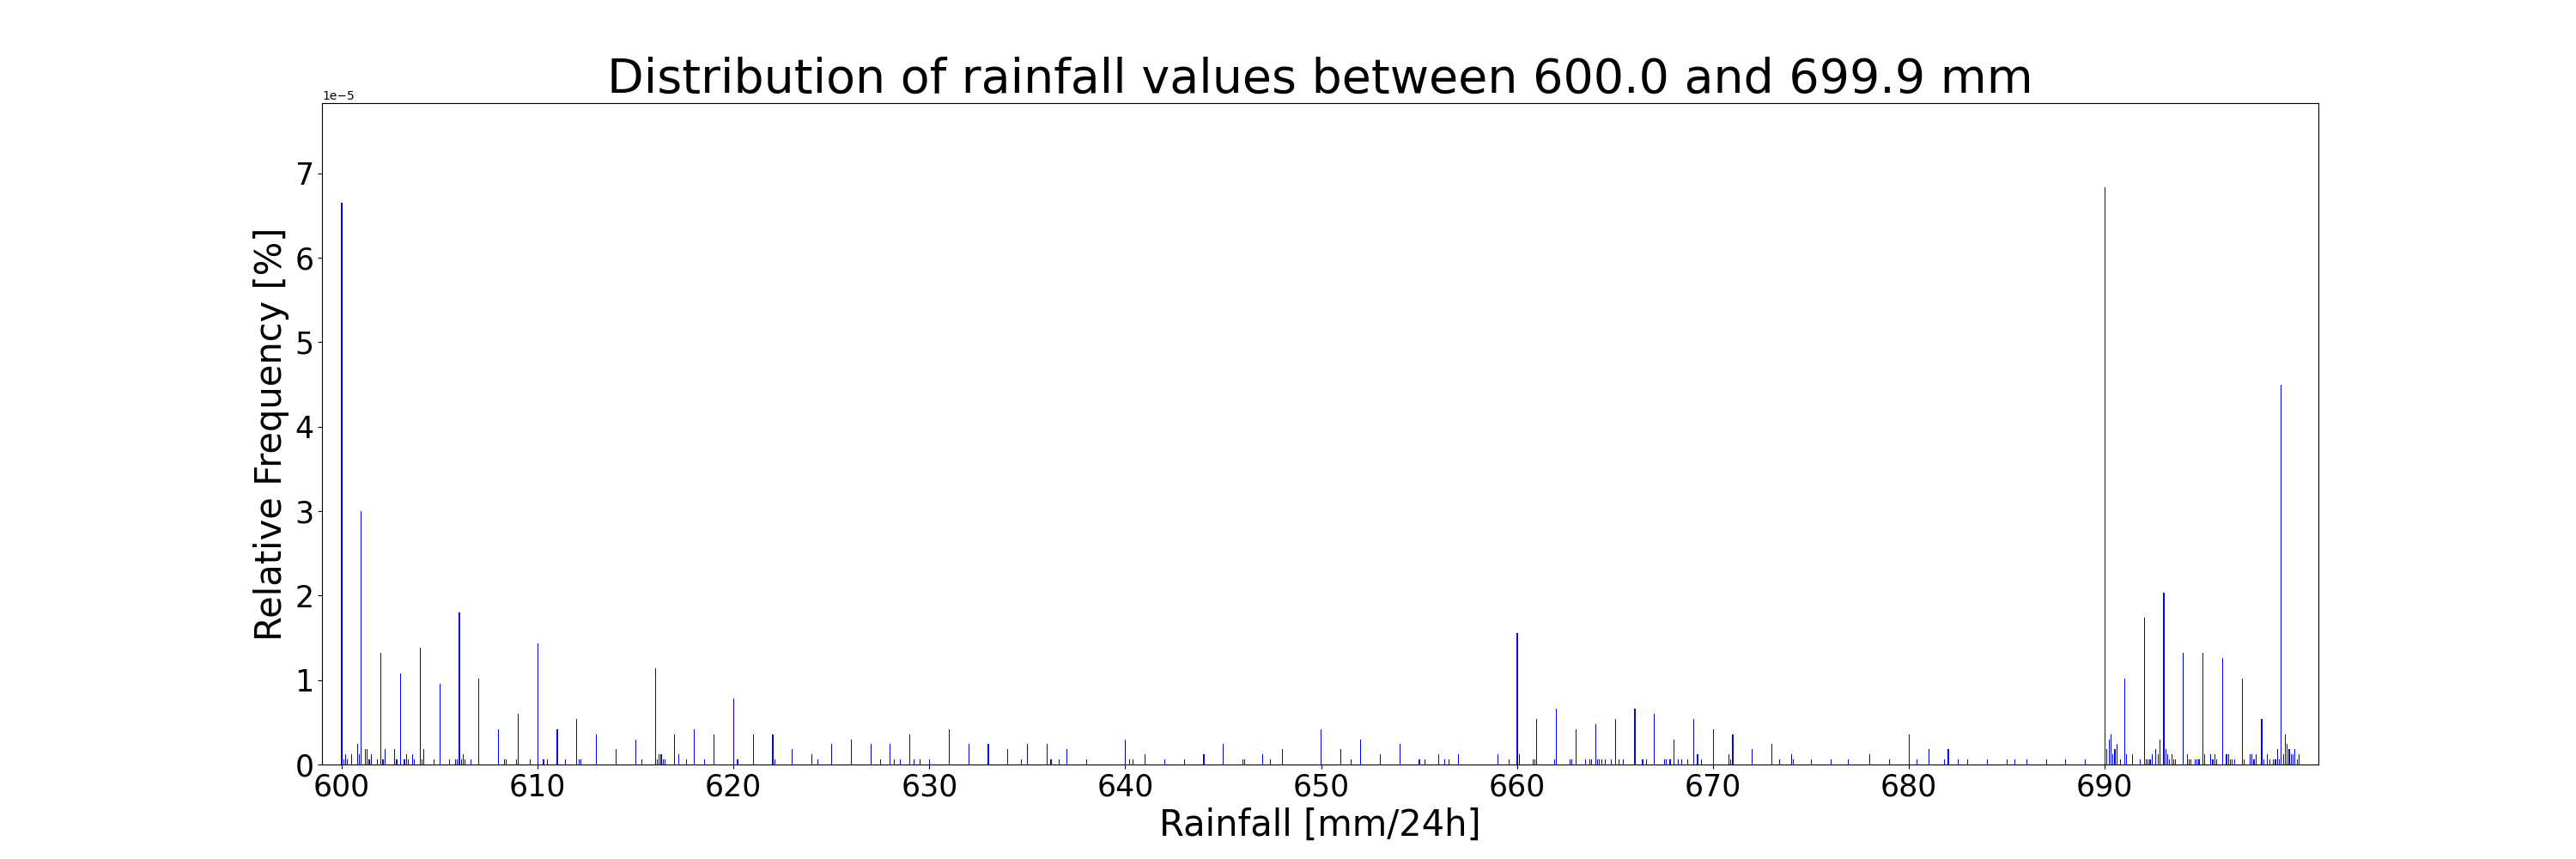 Distribution of rainfall values between 600.0 and 699.9 mm
1e−5
7
6
5
4
3
2
1
0
Relative Frequency [%]
600 610 620 630 640 650 660 670 680 690
Rainfall [mm/24h]